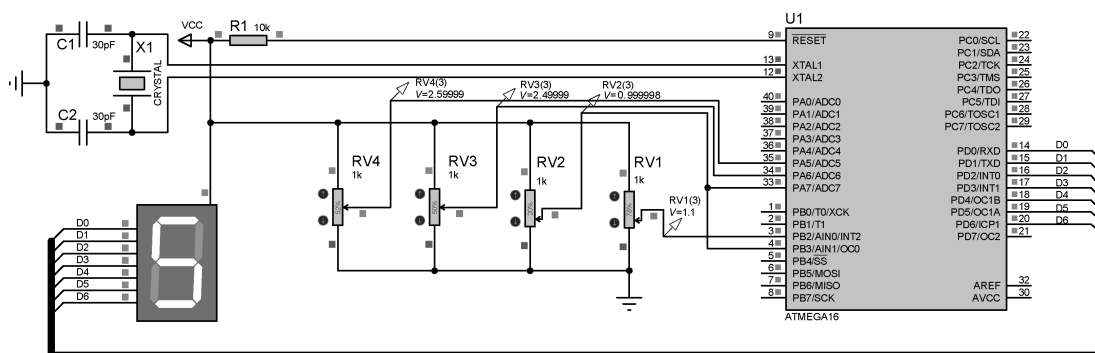 C1
30pF
X1
CRYSTAL
C2
30pF
VCC
R1
10k
RV4(3)
V=2.59999
RV3(3)
V=2.49999
RV2(3)
V=0.999998
RV4
1k
52%
RV3
1k
50%
RV2
1k
20%
RV1
1k
RV1(3)
V=1.1
D0
D1
D2
D3
D4
D5
D6
U1
9 RESET
13 XTAL1
12 XTAL2
40 PA0/ADC0
39 PA1/ADC1
38 PA2/ADC2
37 PA3/ADC3
36 PA4/ADC4
35 PA5/ADC5
34 PA6/ADC6
33 PA7/ADC7
1 PB0/T0/XCK
2 PB1/T1
3 PB2/AIN0/INT2
4 PB3/AIN1/OC0
5 PB4/SS
6 PB5/MOSI
7 PB6/MISO
8 PB7/SCK
PC0/SCL 22
PC1/SDA 23
PC2/TCK 24
PC3/TMS 25
PC4/TDO 26
PC5/TDI 27
PC6/TOSC1 28
PC7/TOSC2 29
PD0/RXD 14 D0
PD1/TXD 15 D1
PD2/INT0 16 D2
PD3/INT1 17 D3
PD4/OC1B 18 D4
PD5/OC1A 19 D5
PD6/ICP1 20 D6
PD7/OC2 21
AREF 32
AVCC 30
ATMEGA16